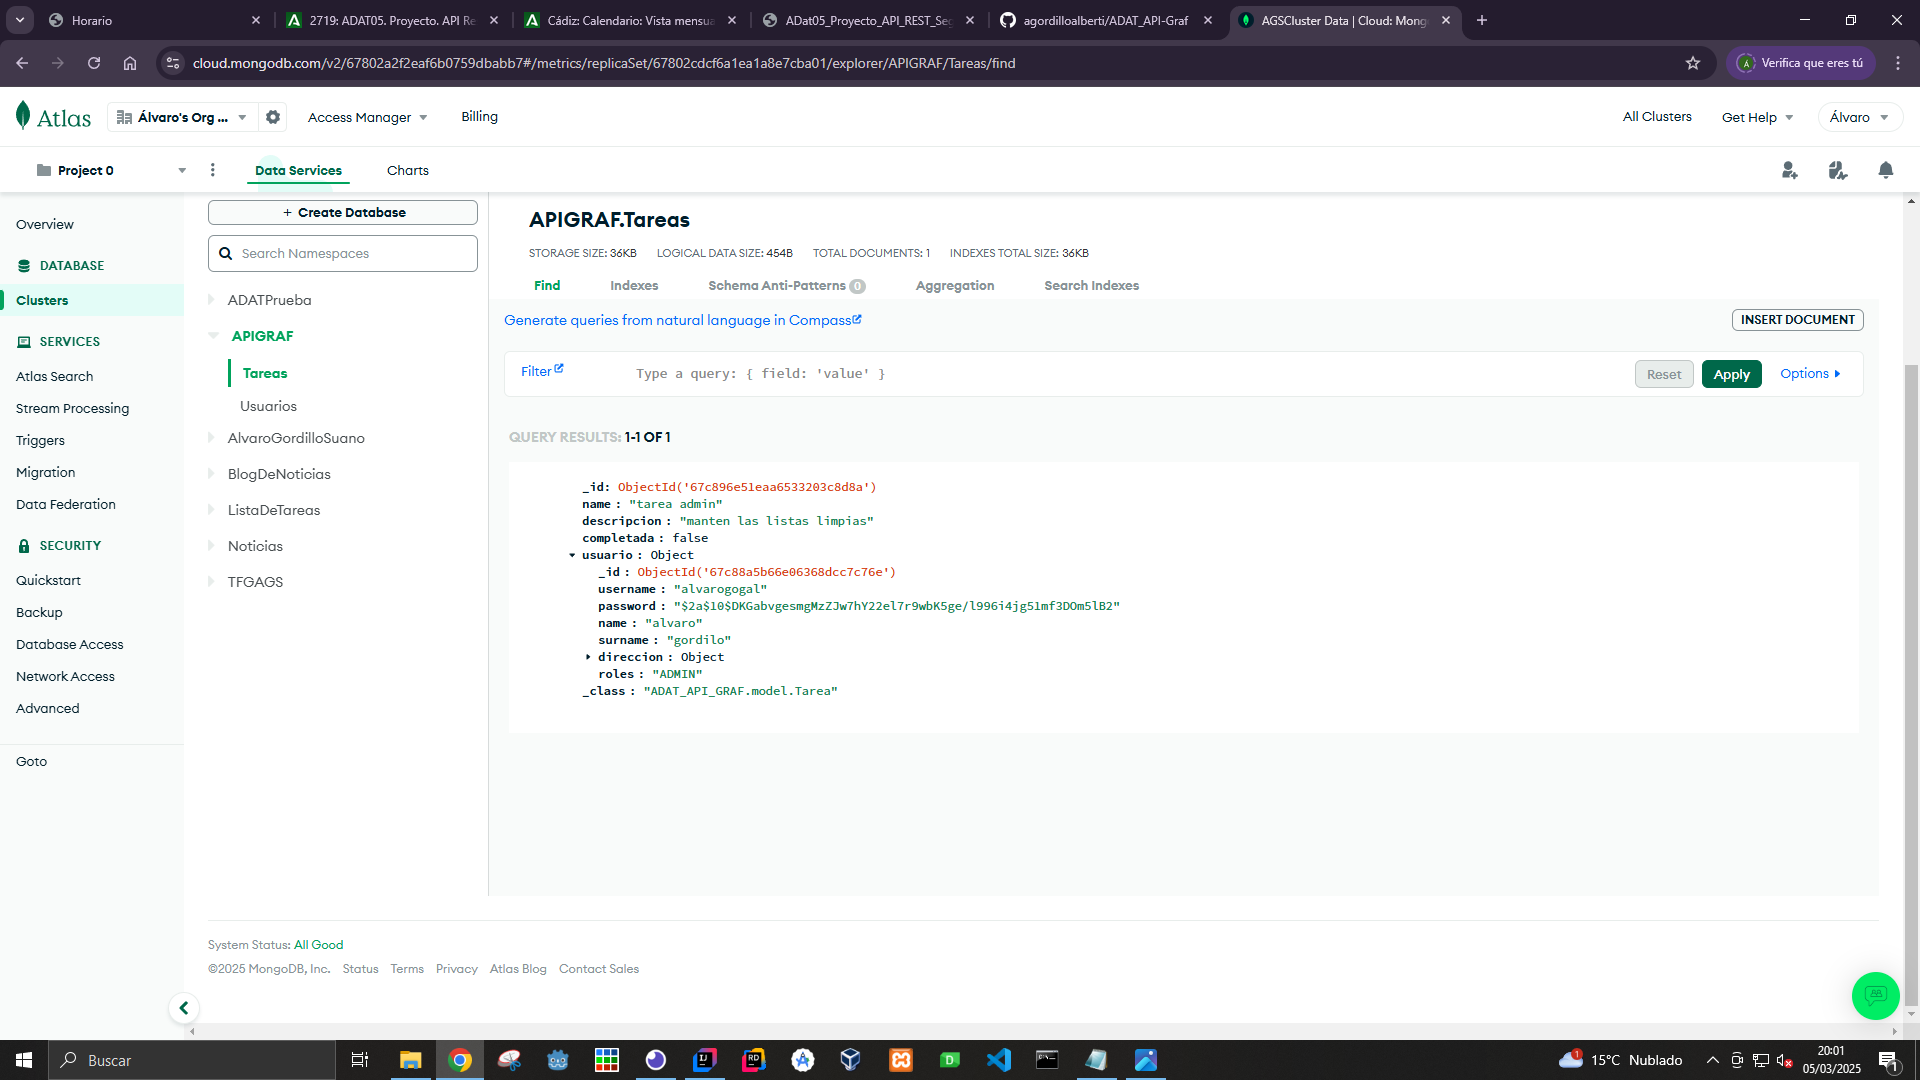 Horario
2719: ADAT05. Proyecto. API Re
Cádiz: Calendario: Vista mensua
ADat05_Proyecto_API_REST_Seg
agordilloalberti/ADAT_API-Graf
AGSCluster Data | Cloud: Mong
cloud.mongodb.com/v2/67802a2f2eaf6b0759dbabb7#/metrics/replicaSet/67802cdcf6a1ea1a8e7cba01/explorer/APIGRAF/Tareas/find
Verifica que eres tú
Atlas
Álvaro's Org ...
Access Manager
Billing
All Clusters
Get Help
Álvaro
Project 0
Data Services
Charts
Overview
DATABASE
Clusters
SERVICES
Atlas Search
Stream Processing
Triggers
Migration
Data Federation
SECURITY
Quickstart
Backup
Database Access
Network Access
Advanced
Goto
+ Create Database
Search Namespaces
ADATPrueba
APIGRAF
Tareas
Usuarios
AlvaroGordilloSuano
BlogDeNoticias
ListaDeTareas
Noticias
TFGAGS
APIGRAF.Tareas
STORAGE SIZE: 36KB LOGICAL DATA SIZE: 454B TOTAL DOCUMENTS: 1 INDEXES TOTAL SIZE: 36KB
Find Indexes Schema Anti-Patterns 0 Aggregation Search Indexes
Generate queries from natural language in Compass
INSERT DOCUMENT
Filter
Type a query: { field: 'value' }
Reset
Apply
Options
QUERY RESULTS: 1-1 OF 1
_id: ObjectId('67c896e51eaa6533203c8d8a')
name : "tarea admin"
descripcion : "manten las listas limpias"
completada : false
usuario : Object
_id : ObjectId('67c88a5b66e06368dcc7c76e')
username : "alvarogogal"
password : "$2a$10$DKGabvgesmgMzZJw7hY22el7r9wbK5ge/l996i4jg51mf3DOm5lB2"
name : "alvaro"
surname : "gordilo"
direccion : Object
roles : "ADMIN"
_class : "ADAT_API_GRAF.model.Tarea"
System Status: All Good
©2025 MongoDB, Inc. Status Terms Privacy Atlas Blog Contact Sales
Buscar
15°C Nublado
20:01
05/03/2025